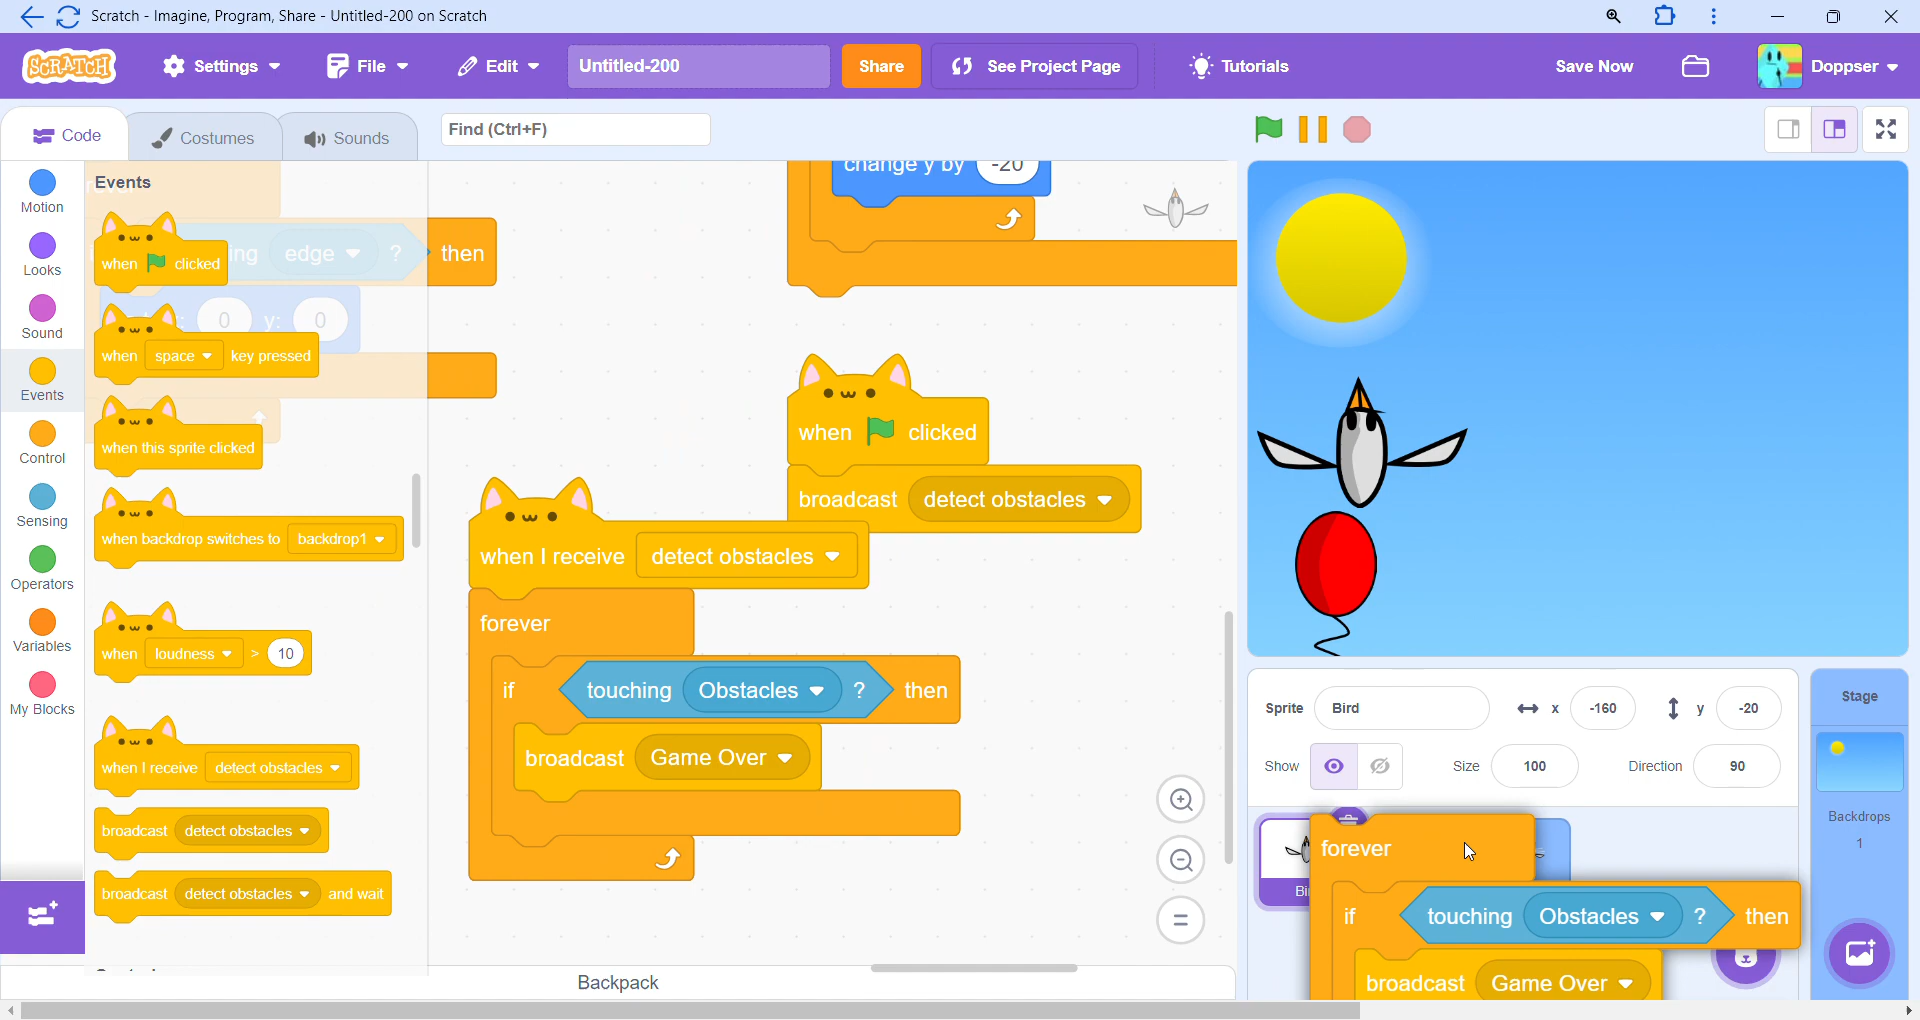 Scratch - Imagine, Program, Share - Untitled-200 on Scratch
SCRATCH
Settings
File
Edit
Untitled-200
Share
See Project Page
Tutorials
Save Now
Doppser
Code
Costumes
Sounds
Find (Ctrl+F)
Motion
Looks
Sound
Events
Control
Sensing
Operators
Variables
My Blocks
Events
when clicked
when space key pressed
when this sprite clicked
when backdrop switches to backdrop1
when loudness > 10
when I receive detect obstacles
broadcast detect obstacles
broadcast detect obstacles and wait
edge ? then
0 y: 0
change y by -20
when clicked
broadcast detect obstacles
when I receive detect obstacles
forever
if touching Obstacles ? then
broadcast Game Over
Backpack
Sprite Bird x -160 y -20
Show Size 100 Direction 90
Stage
Backdrops
1
forever
if touching Obstacles ? then
broadcast Game Over